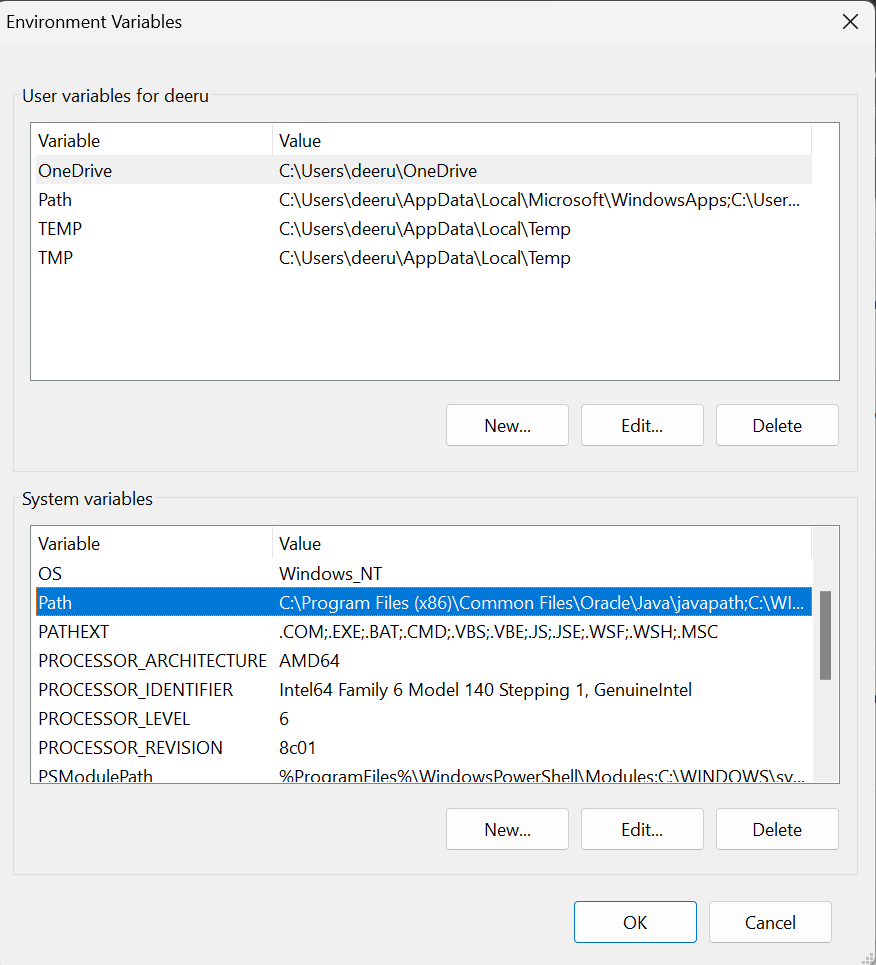 Environment Variables
User variables for deeru
Variable Value
OneDrive C:\Users\deeru\OneDrive
Path C:\Users\deeru\AppData\Local\Microsoft\WindowsApps;C:\User...
TEMP C:\Users\deeru\AppData\Local\Temp
TMP C:\Users\deeru\AppData\Local\Temp
New... Edit... Delete
System variables
Variable Value
OS Windows_NT
Path C:\Program Files (x86)\Common Files\Oracle\Java\javapath;C:\WI...
PATHEXT .COM;.EXE;.BAT;.CMD;.VBS;.VBE;.JS;.JSE;.WSF;.WSH;.MSC
PROCESSOR_ARCHITECTURE AMD64
PROCESSOR_IDENTIFIER Intel64 Family 6 Model 140 Stepping 1, GenuineIntel
PROCESSOR_LEVEL 6
PROCESSOR_REVISION 8c01
PSModulePath %ProgramFiles%\WindowsPowerShell\Modules;C:\WINDOWS\sy...
New... Edit... Delete
OK Cancel